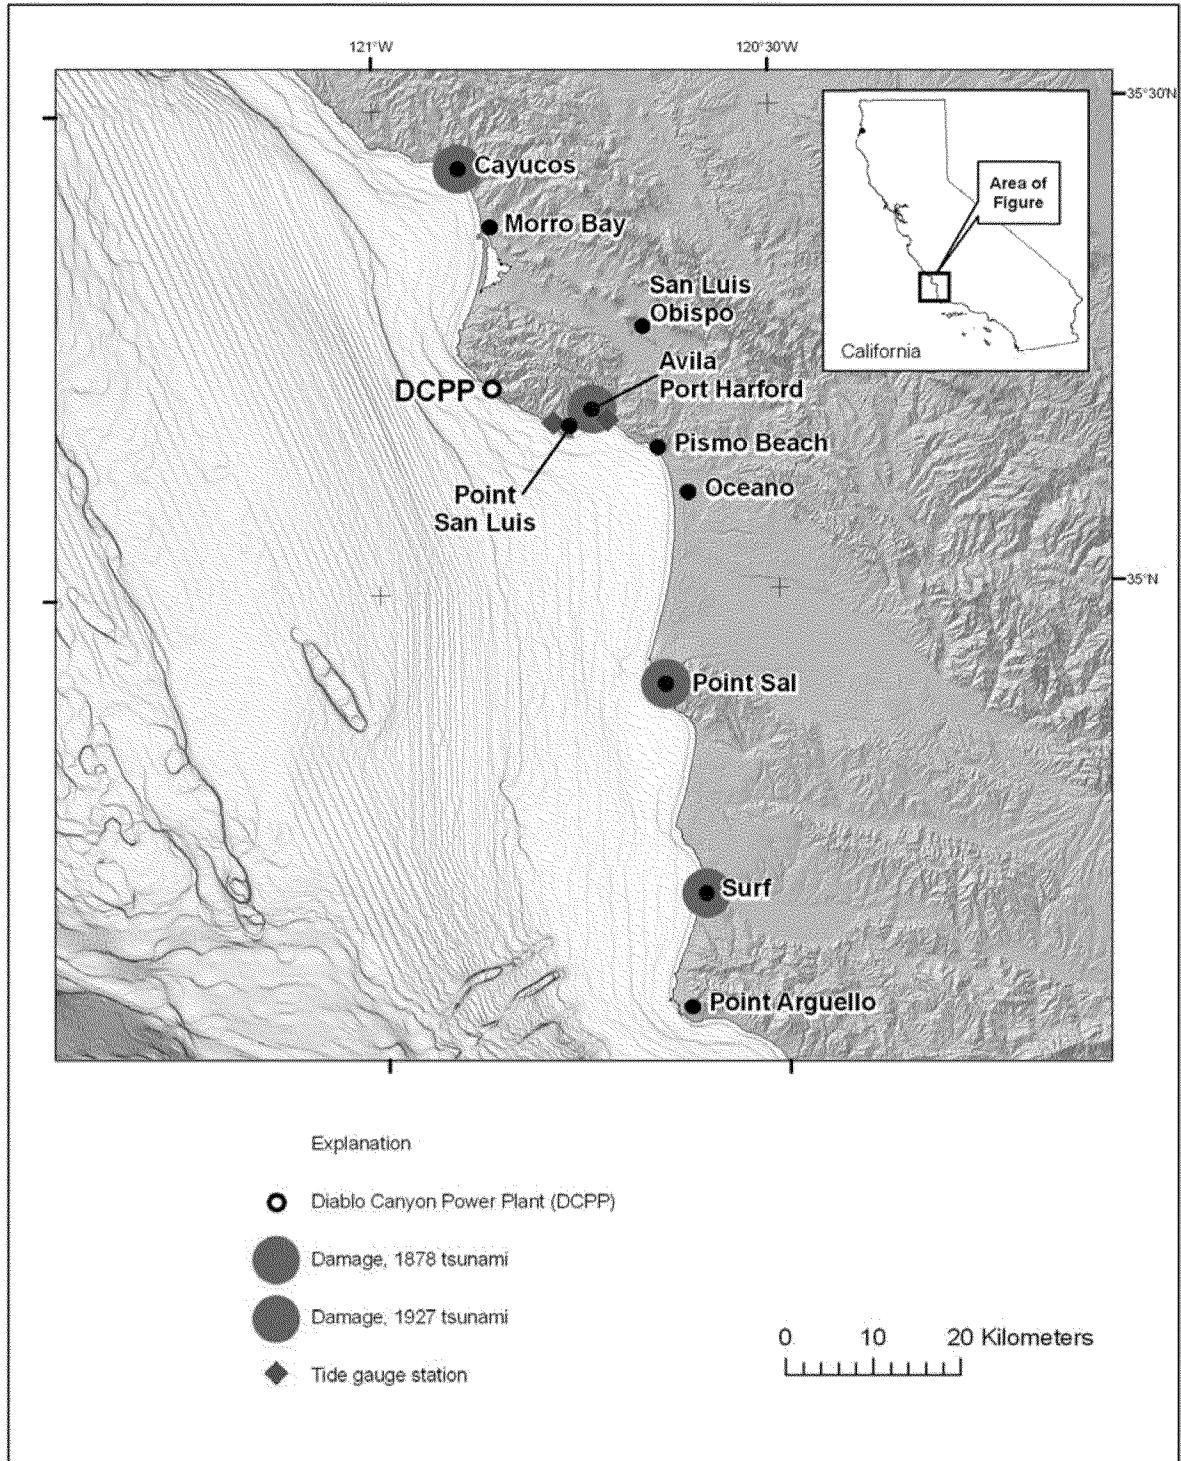 121°W
120°30'W
35°30'N
Cayucos
Morro Bay
San Luis
Obispo
Avila
Port Harford
DCPP
Pismo Beach
Oceano
Point
San Luis
Area of
Figure
California
35°N
Point Sal
Surf
Point Arguello
Explanation
Diablo Canyon Power Plant (DCPP)
Damage, 1878 tsunami
Damage, 1927 tsunami
Tide gauge station
0 10 20 Kilometers